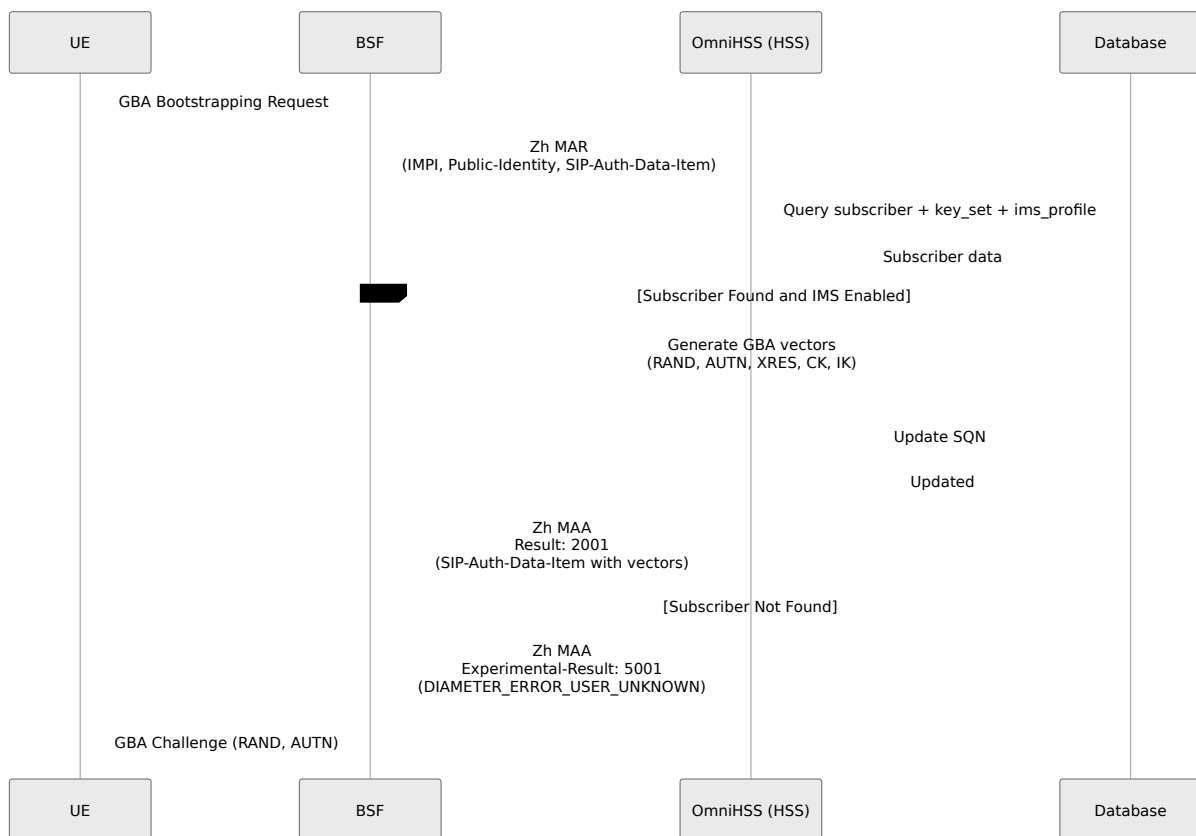 UE
BSF
OmniHSS (HSS)
Database
GBA Bootstrapping Request
Zh MAR
(IMPI, Public-Identity, SIP-Auth-Data-Item)
Query subscriber + key_set + ims_profile
Subscriber data
[Subscriber Found and IMS Enabled]
Generate GBA vectors
(RAND, AUTN, XRES, CK, IK)
Update SQN
Updated
Zh MAA
Result: 2001
(SIP-Auth-Data-Item with vectors)
[Subscriber Not Found]
Zh MAA
Experimental-Result: 5001
(DIAMETER_ERROR_USER_UNKNOWN)
GBA Challenge (RAND, AUTN)
UE
BSF
OmniHSS (HSS)
Database